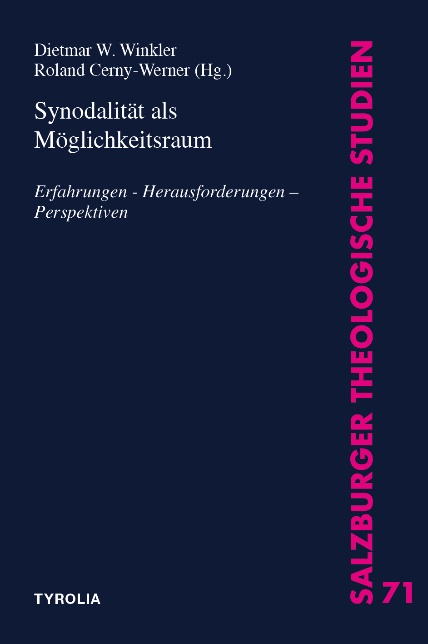 Dietmar W. Winkler
Roland Cerny-Werner (Hg.)
Synodalität als
Möglichkeitsraum
Erfahrungen - Herausforderungen –
Perspektiven
SALZBURGER THEOLOGISCHE STUDIEN 71
TYROLIA